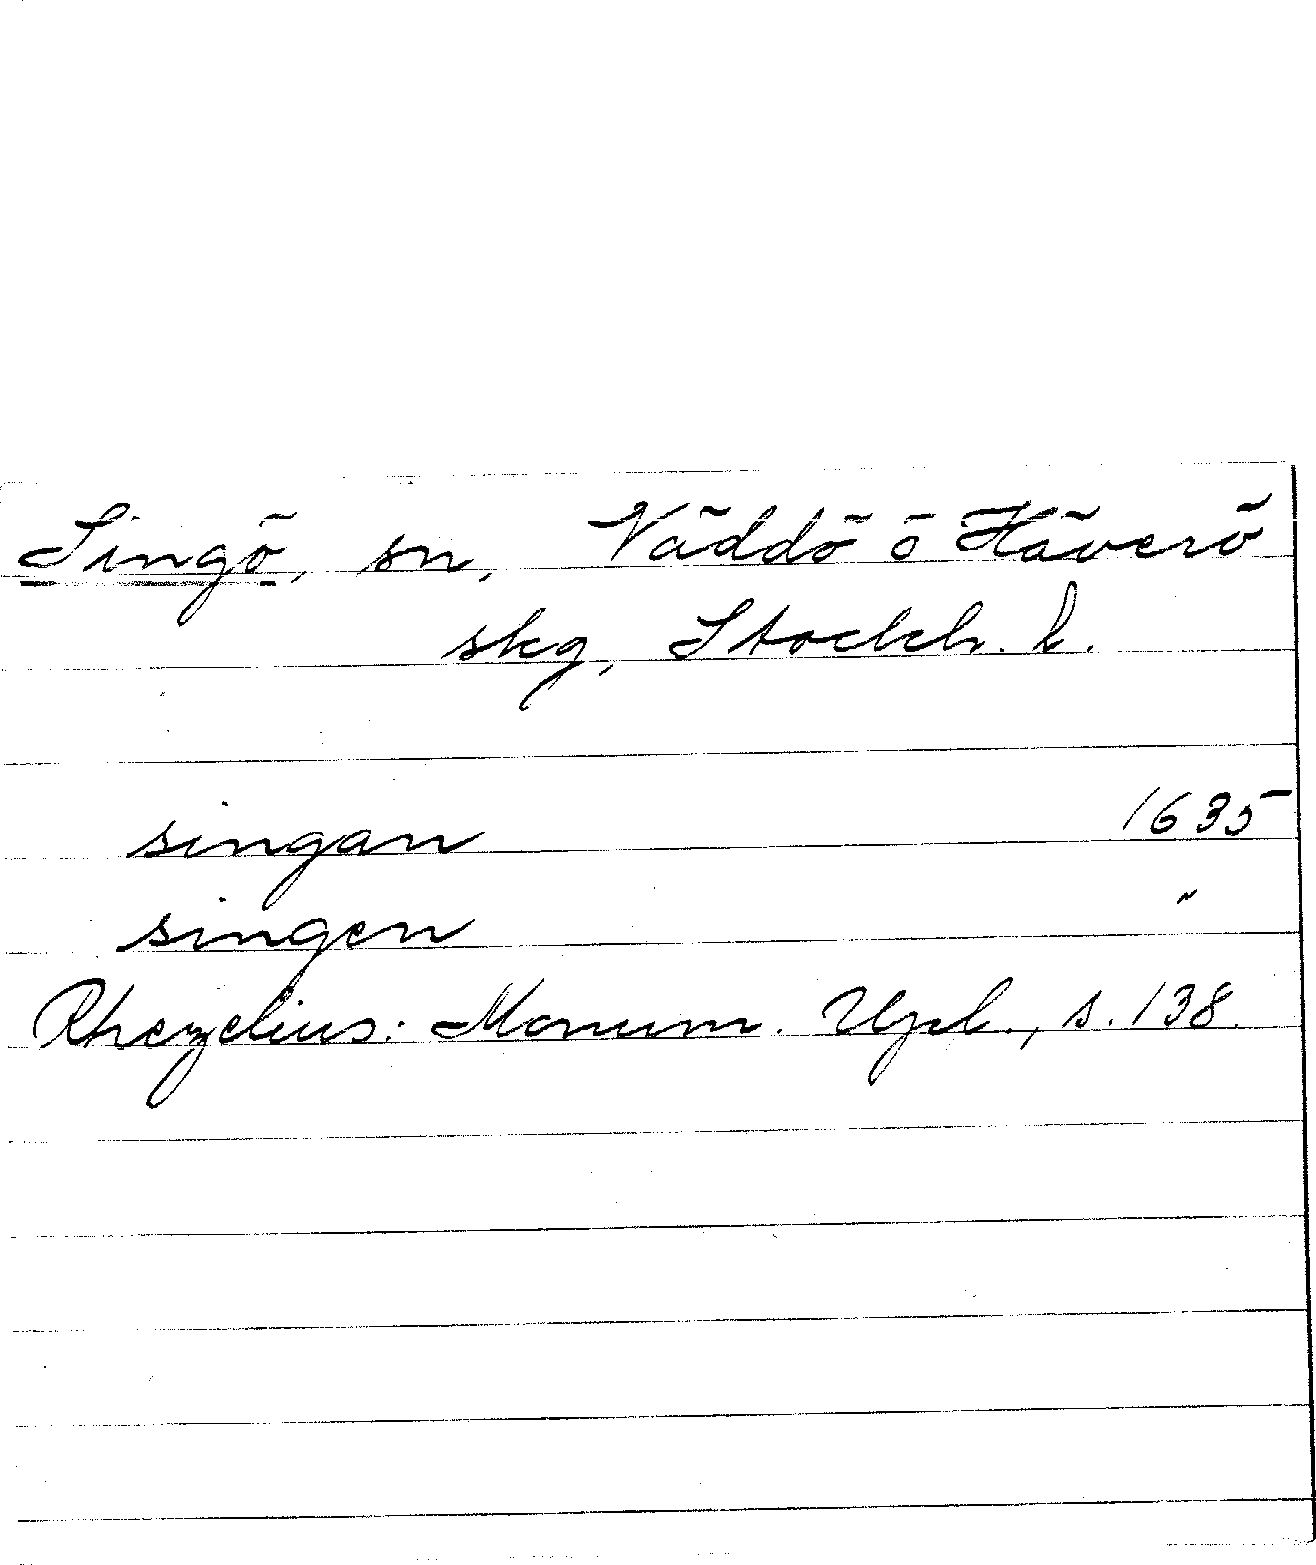 Singö, sn, Väddö o Häverö
skg, Stockh. l.
singan 1635
singen "
Rhezelius: Monum. Upl., s. 138.